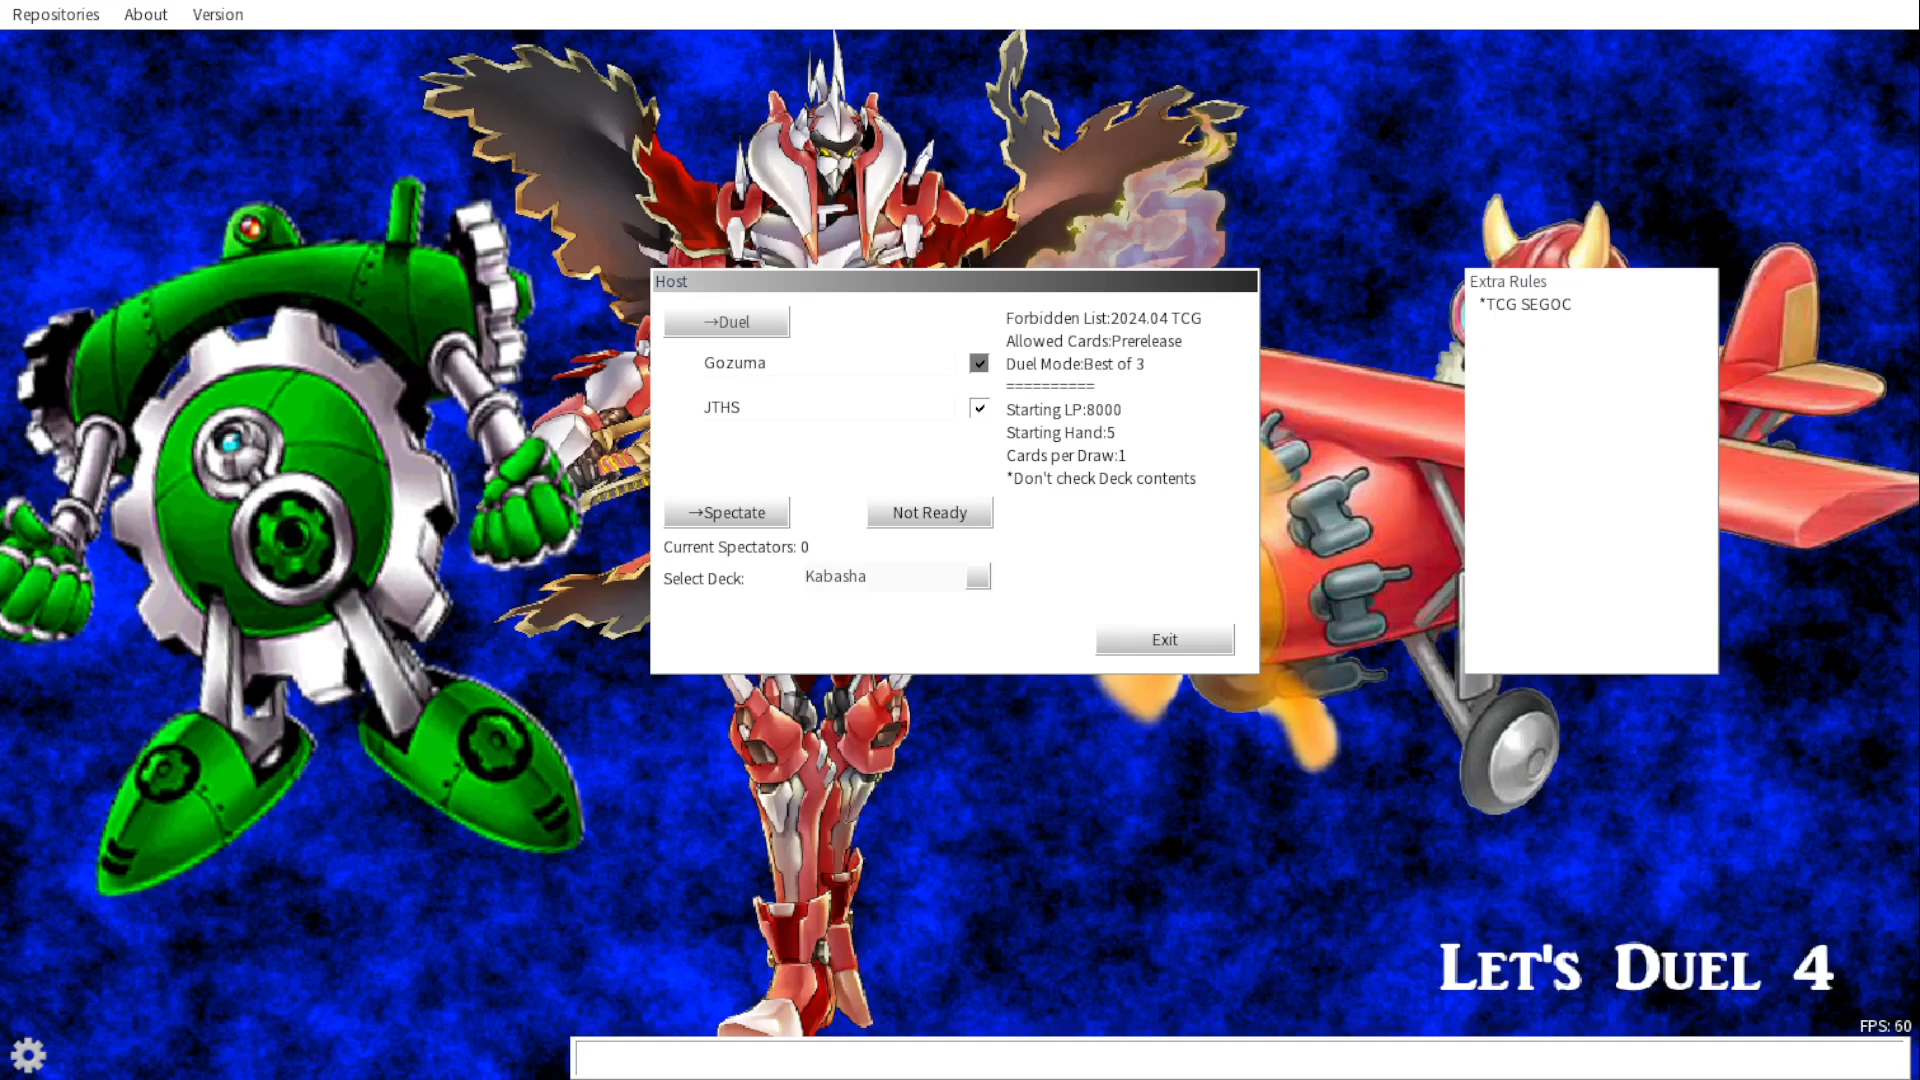 Repositories About Version
Host
→Duel
Gozuma
JTHS
→Spectate
Not Ready
Current Spectators: 0
Select Deck:
Kabasha
Forbidden List:2024.04 TCG
Allowed Cards:Prerelease
Duel Mode:Best of 3
==========
Starting LP:8000
Starting Hand:5
Cards per Draw:1
*Don't check Deck contents
Exit
Extra Rules
*TCG SEGOC
LET'S DUEL 4
FPS: 60